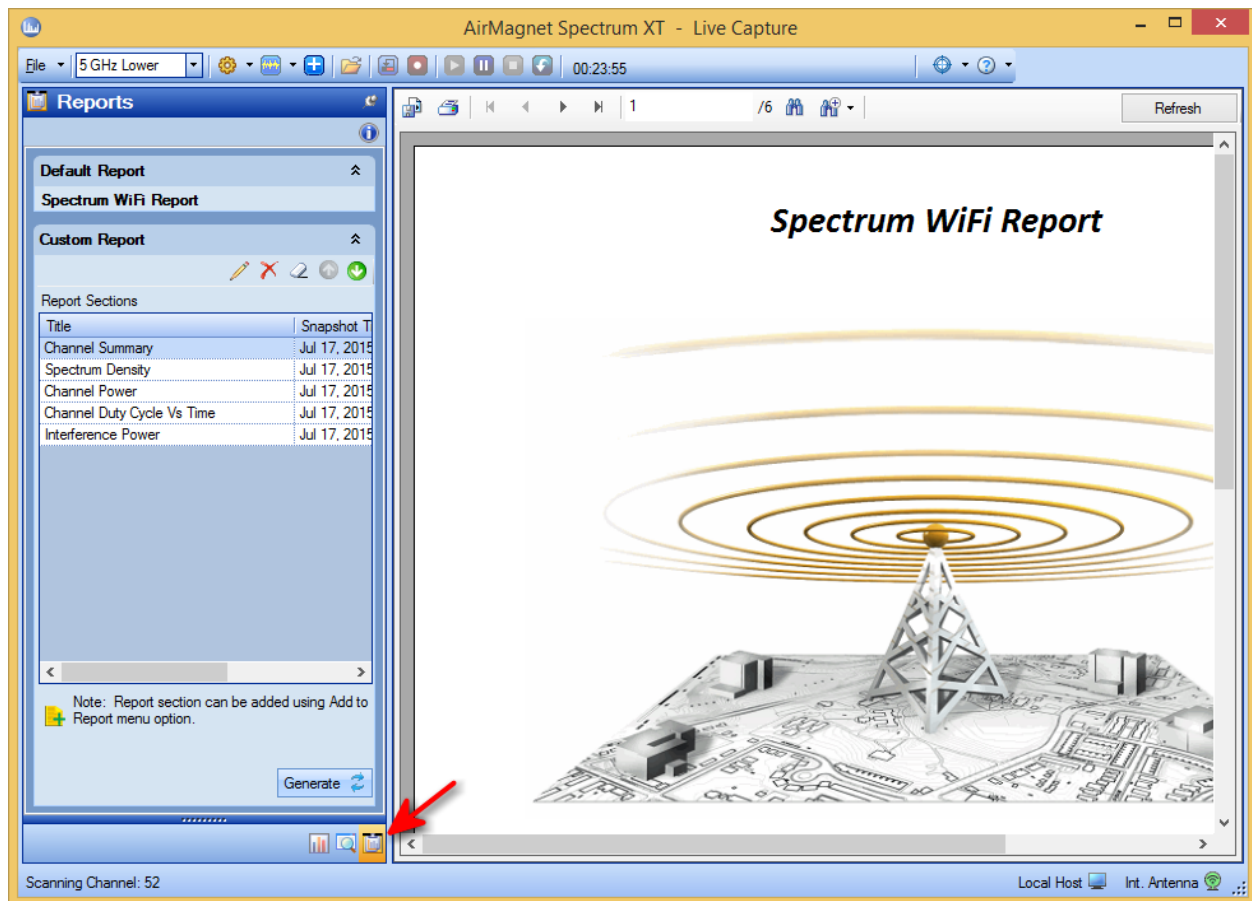 AirMagnet Spectrum XT - Live Capture
File 5 GHz Lower 00:23:55
Reports
1 /6 Refresh
Default Report
Spectrum WiFi Report
Custom Report
Report Sections
Title Snapshot T
Channel Summary Jul 17, 2015
Spectrum Density Jul 17, 2015
Channel Power Jul 17, 2015
Channel Duty Cycle Vs Time Jul 17, 2015
Interference Power Jul 17, 2015
Note: Report section can be added using Add to
Report menu option.
Generate
Spectrum WiFi Report
Scanning Channel: 52 Local Host Int. Antenna